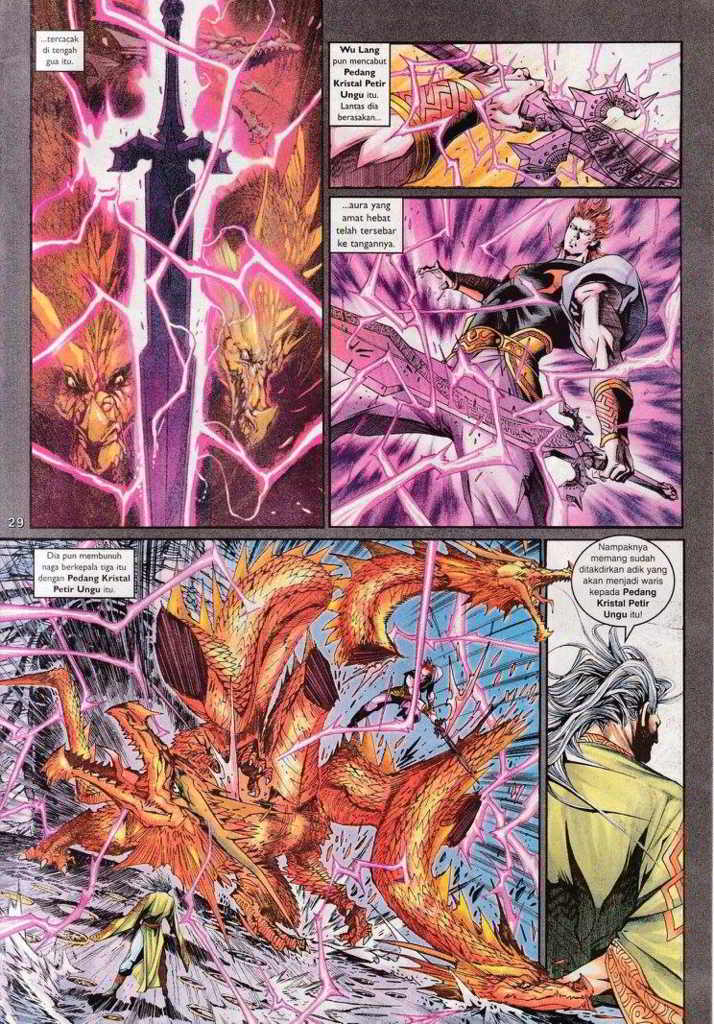 ...tercacak
di tengah
gua itu.
Wu Lang
pun mencabut
Pedang
Kristal Petir
Ungu itu.
Lantas dia
berasakan...
...aura yang
amat hebat
telah tersebar
ke tangannya.
29
Dia pun membunuh
naga berkepala tiga itu
dengan Pedang Kristal
Petir Ungu itu.
Nampaknya
memang sudah
ditakdirkan adik yang
akan menjadi waris
kepada Pedang
Kristal Petir
Ungu itu!